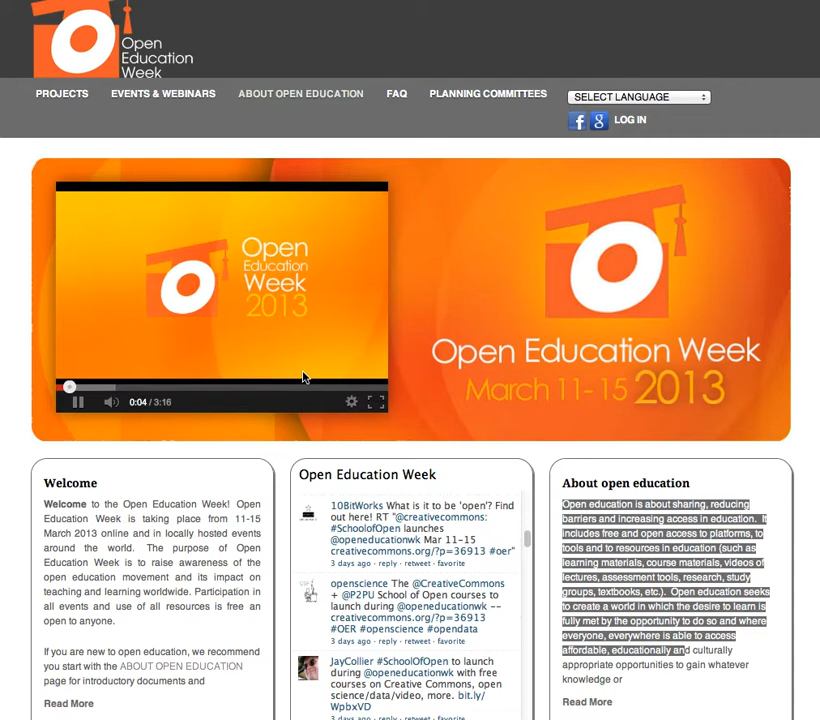 Open
Education
Week
PROJECTS
EVENTS & WEBINARS
ABOUT OPEN EDUCATION
FAQ
PLANNING COMMITTEES
SELECT LANGUAGE
f
g
LOG IN
Open
Education
Week
2013
0:04 / 3:16
Open Education Week
March 11-15 2013
Welcome
Welcome to the Open Education Week! Open
Education Week is taking place from 11-15
March 2013 online and in locally hosted events
around the world. The purpose of Open
Education Week is to raise awareness of the
open education movement and its impact on
teaching and learning worldwide. Participation in
all events and use of all resources is free an
open to anyone.
If you are new to open education, we recommend
you start with the ABOUT OPEN EDUCATION
page for introductory documents and
Read More
Open Education Week
10BitWorks What is it to be 'open'? Find
out here! RT "@creativecommons:
#SchoolofOpen launches
@openeducationwk Mar 11-15
creativecommons.org/?p=36913 #oer"
3 days ago · reply · retweet · favorite
openscience The @CreativeCommons
+ @P2PU School of Open courses to
launch during @openeducationwk --
creativecommons.org/?p=36913
#OER #openscience #opendata
3 days ago · reply · retweet · favorite
JayCollier #SchoolOfOpen to launch
during @openeducationwk with free
courses on Creative Commons, open
science/data/video, more. bit.ly/
WpbxVD
3 days ago · reply · retweet · favorite
About open education
Open education is about sharing, reducing
barriers and increasing access in education. It
includes free and open access to platforms, to
tools and to resources in education (such as
learning materials, course materials, videos of
lectures, assessment tools, research, study
groups, textbooks, etc.). Open education seeks
to create a world in which the desire to learn is
fully met by the opportunity to do so and where
everyone, everywhere is able to access
affordable, educationally and culturally
appropriate opportunities to gain whatever
knowledge or
Read More